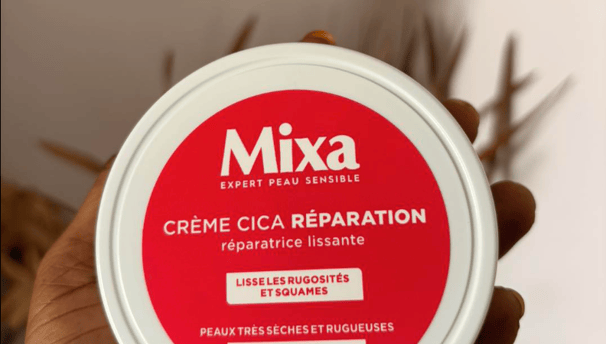 Mixa
EXPERT PEAU SENSIBLE
CRÈME CICA RÉPARATION
réparatrice lissante
LISSE LES RUGOSITÉS
ET SQUAMES
PEAUX TRÈS SÈCHES ET RUGUEUSES